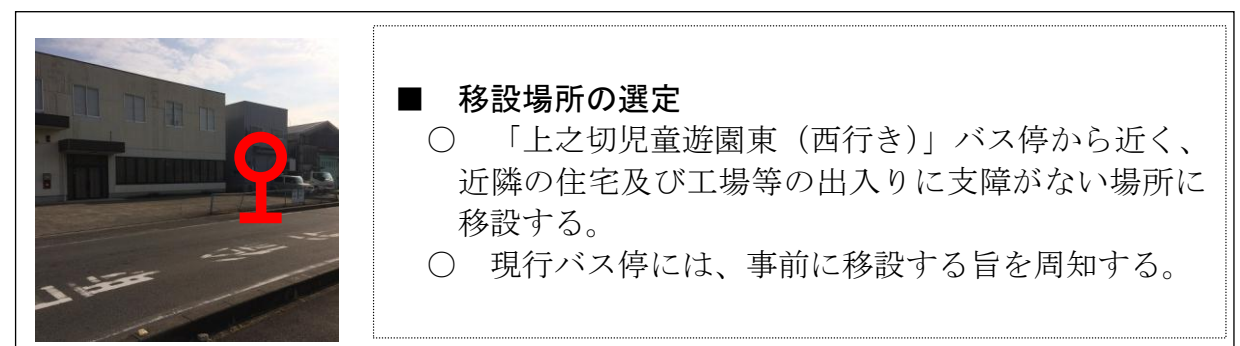 ■ 移設場所の選定
○ 「上之切児童遊園東（西行き）」バス停から近く、
近隣の住宅及び工場等の出入りに支障がない場所に
移設する。
○ 現行バス停には、事前に移設する旨を周知する。